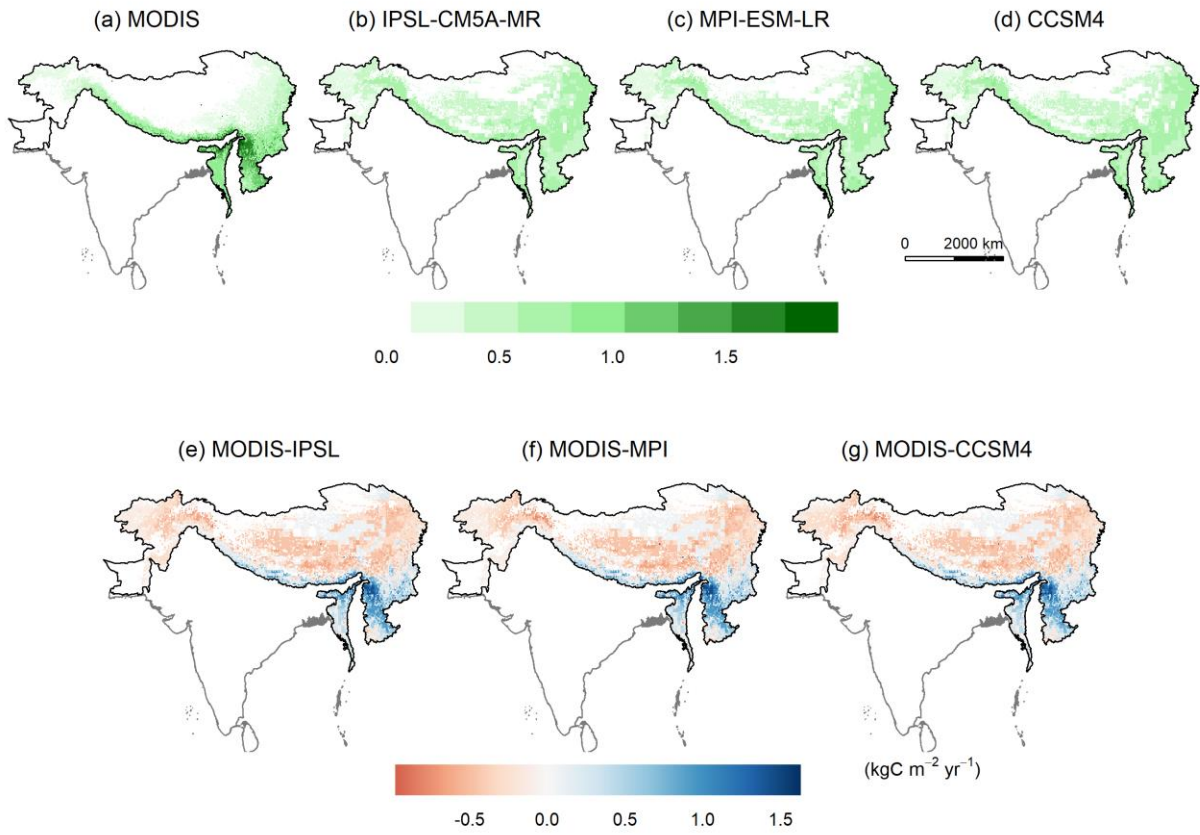 (a) MODIS (b) IPSL-CM5A-MR (c) MPI-ESM-LR (d) CCSM4
0 2000 km
0.0 0.5 1.0 1.5
(e) MODIS-IPSL (f) MODIS-MPI (g) MODIS-CCSM4
(kgC m⁻² yr⁻¹)
-0.5 0.0 0.5 1.0 1.5